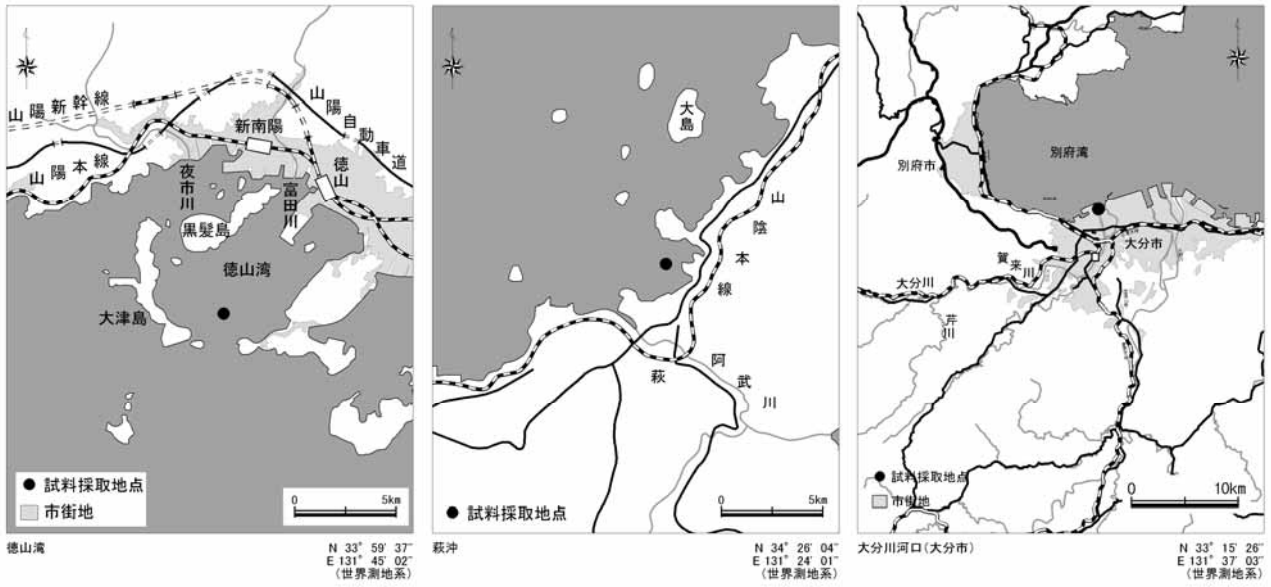 山陽新幹線
山陽自動車道
新南陽
徳山
山陽本線
夜市川
富田川
黒髪島
徳山湾
大津島
試料採取地点
市街地
0 5km
徳山湾
N 33° 59′ 37″
E 131° 45′ 02″
(世界測地系)
大島
山陰本線
萩
阿武川
試料採取地点
0 5km
萩沖
N 34° 26′ 04″
E 131° 24′ 01″
(世界測地系)
別府湾
別府市
大分市
賀来川
大分川
芹川
試料採取地点
市街地
0 10km
大分川河口(大分市)
N 33° 15′ 26″
E 131° 37′ 03″
(世界測地系)